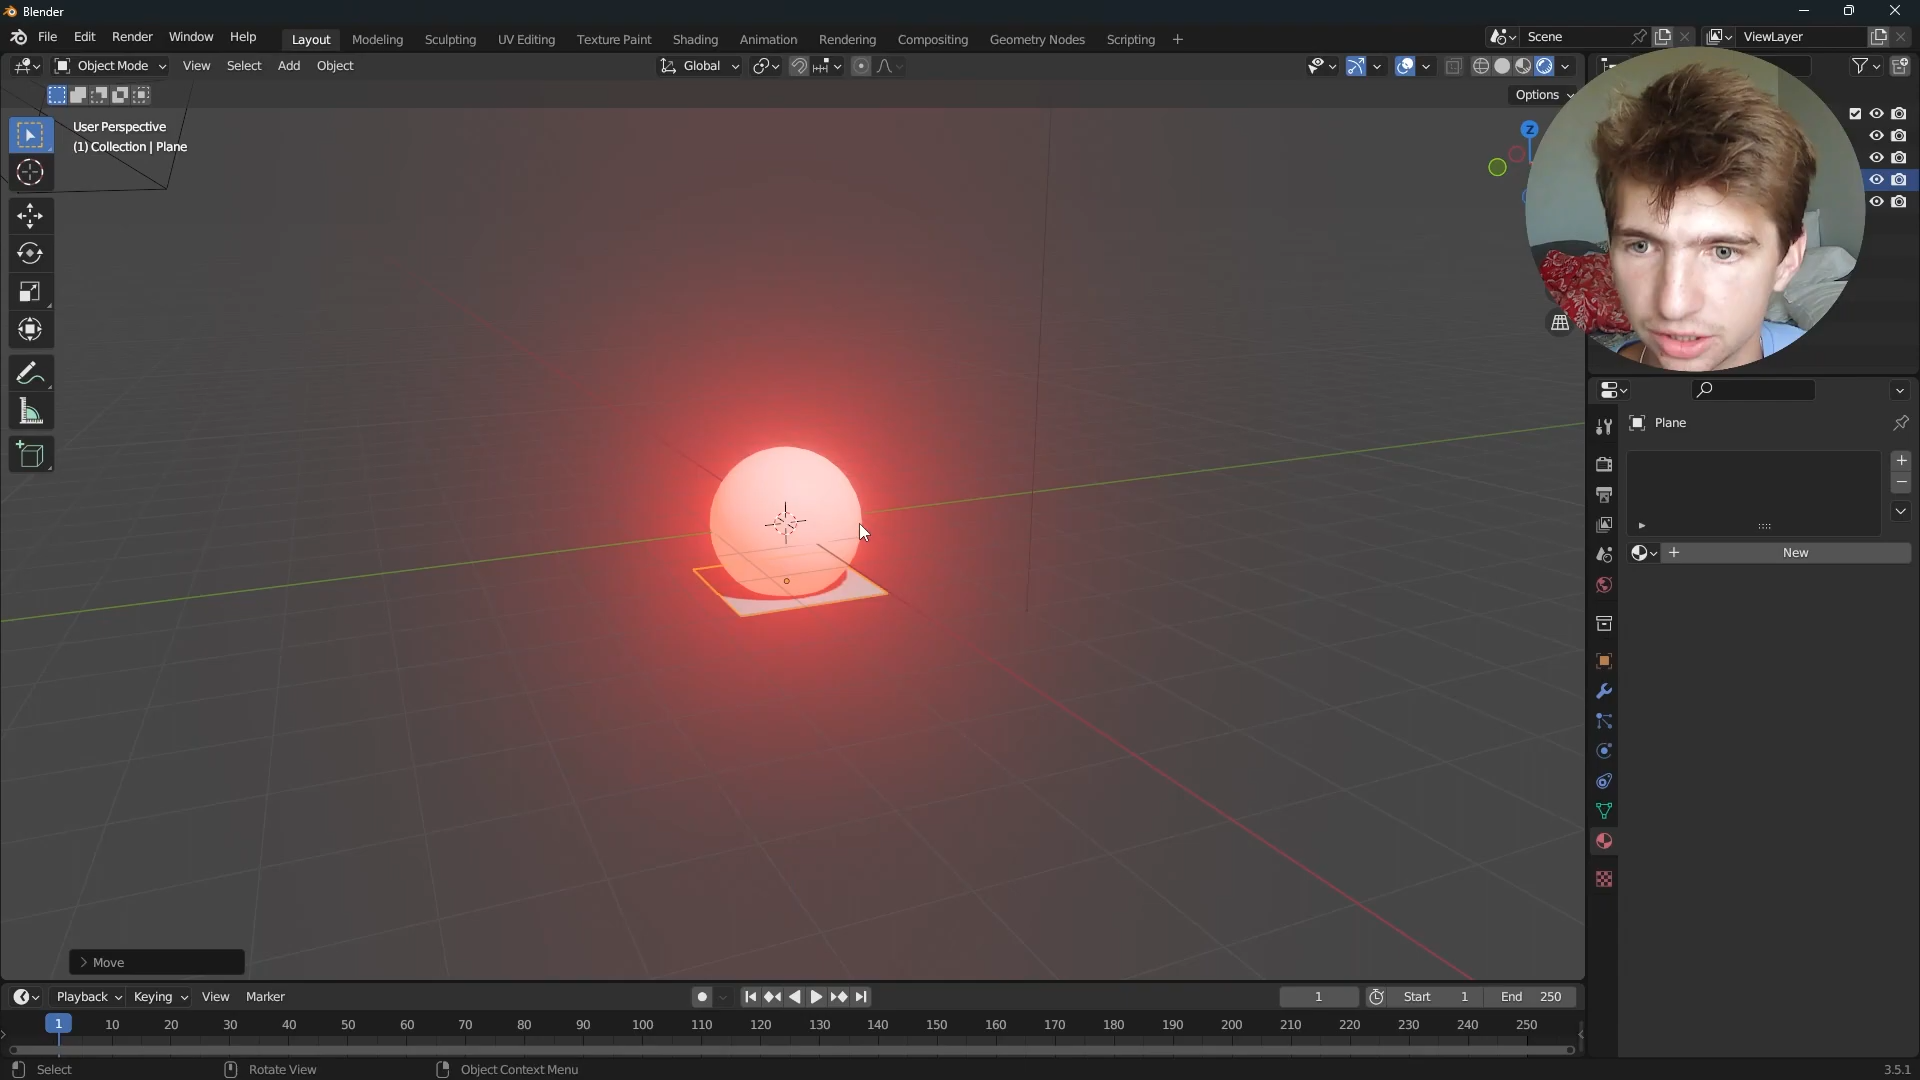 Blender
File Edit Render Window Help Layout Modeling Sculpting UV Editing Texture Paint Shading Animation Rendering Compositing Geometry Nodes Scripting + Scene ViewLayer
Object Mode View Select Add Object Global
Options
User Perspective
(1) Collection | Plane
Z
Plane
New
Move
Playback Keying View Marker 1 Start 1 End 250
1 10 20 30 40 50 60 70 80 90 100 110 120 130 140 150 160 170 180 190 200 210 220 230 240 250
Select Rotate View Object Context Menu 3.5.1